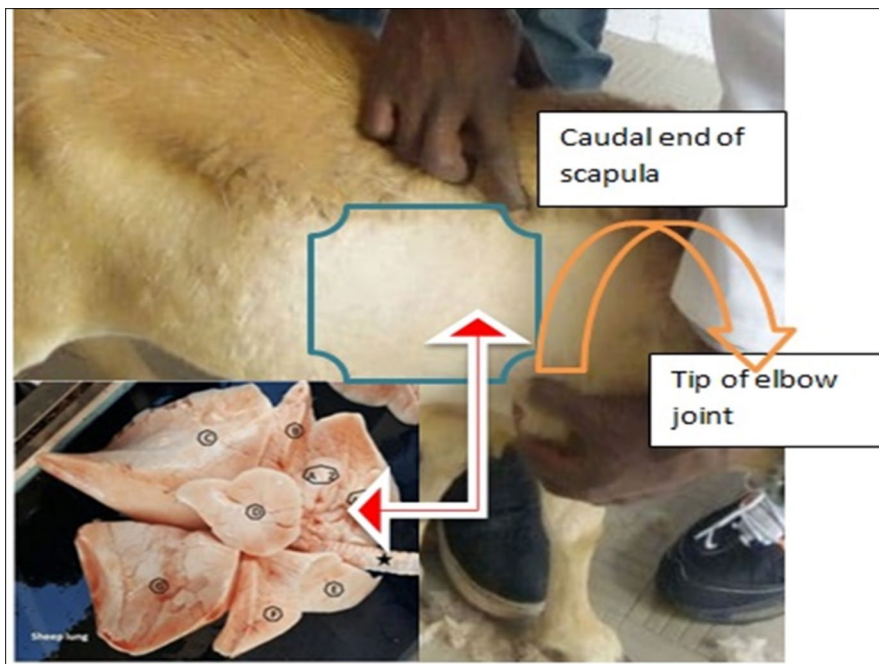 Caudal end of
scapula
Tip of elbow
joint
C
B
A Z
D
G
F
E
Sheep lung